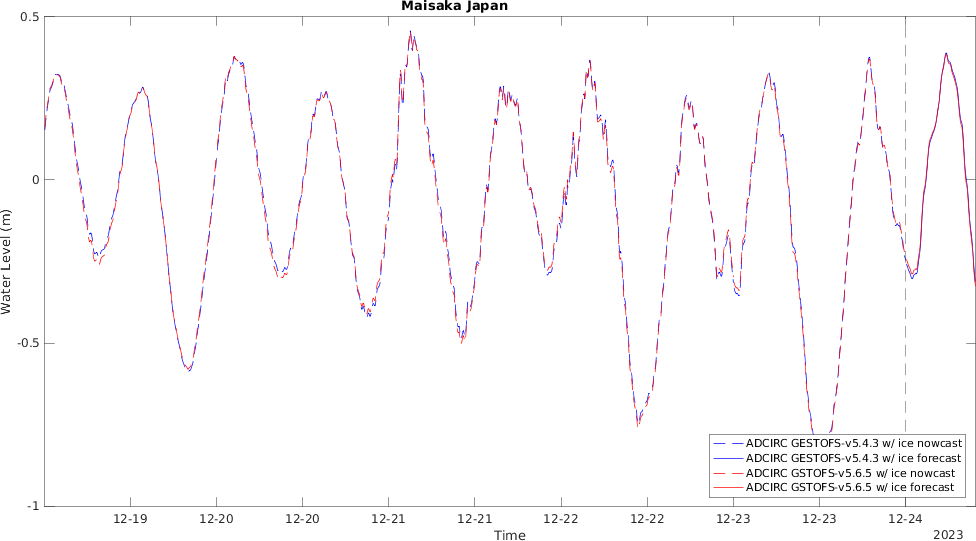 Maisaka Japan
Water Level (m)
0.5
0
-0.5
-1
ADCIRC GESTOFS-v5.4.3 w/ ice nowcast
ADCIRC GESTOFS-v5.4.3 w/ ice forecast
ADCIRC GSTOFS-v5.6.5 w/ ice nowcast
ADCIRC GSTOFS-v5.6.5 w/ ice forecast
12-19 12-20 12-20 12-21 12-21 12-22 12-22 12-23 12-23 12-24
Time
2023